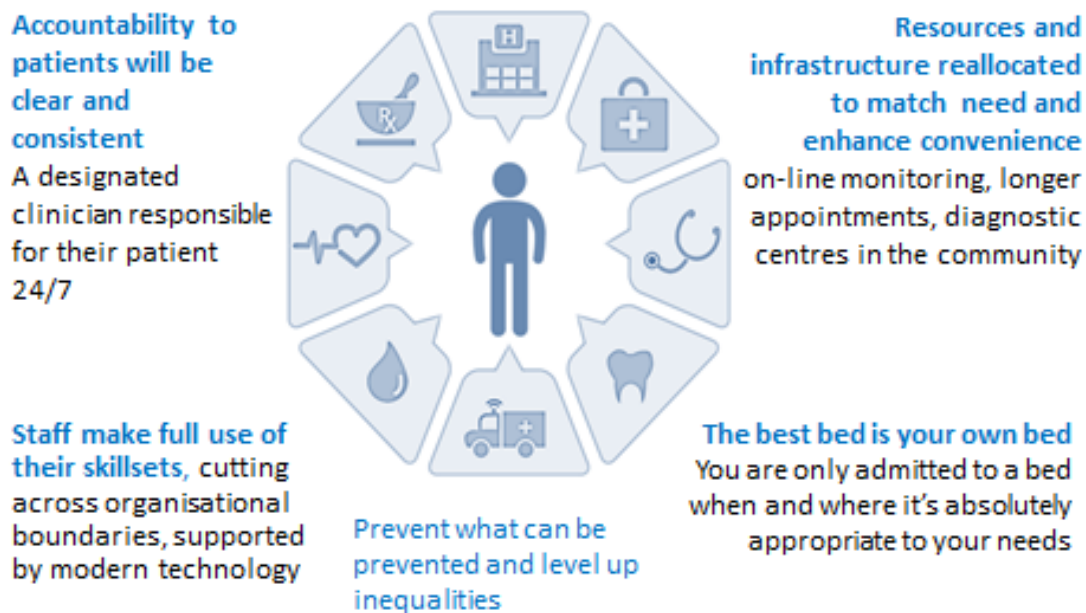 Accountability to
patients will be
clear and
consistent
A designated
clinician responsible
for their patient
24/7
H
Rx
Resources and
infrastructure reallocated
to match need and
enhance convenience
on-line monitoring, longer
appointments, diagnostic
centres in the community
Staff make full use of
their skillsets, cutting
across organisational
boundaries, supported
by modern technology
Prevent what can be
prevented and level up
inequalities
The best bed is your own bed
You are only admitted to a bed
when and where it’s absolutely
appropriate to your needs